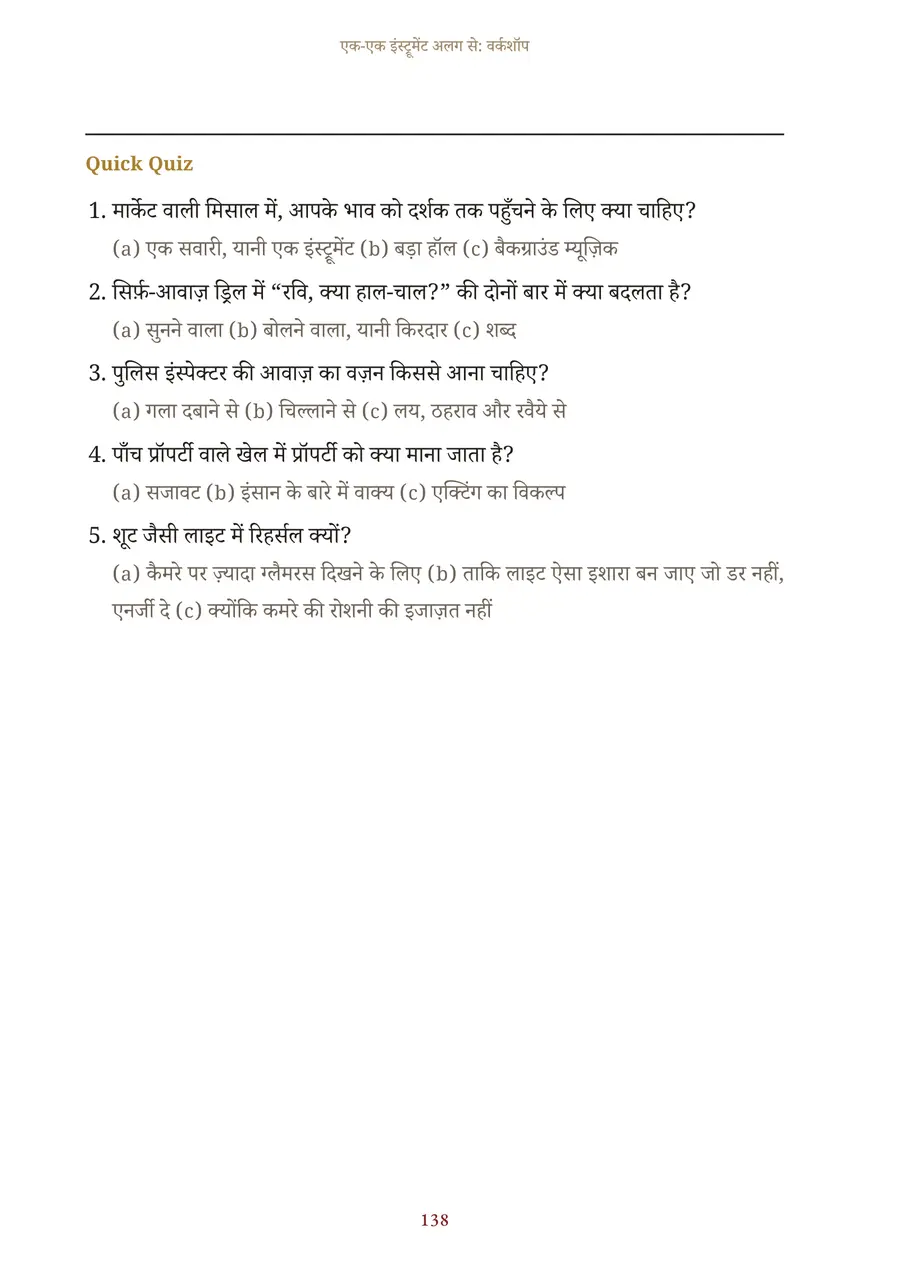 एक-एक इंस्ट्रूमेंट अलग से: वर्कशॉप
Quick Quiz
1. मार्केट वाली मिसाल में, आपके भाव को दर्शक तक पहुँचने के लिए क्या चाहिए?
(a) एक सवारी, यानी एक इंस्ट्रूमेंट (b) बड़ा हॉल (c) बैकग्राउंड म्यूज़िक
2. सिर्फ़-आवाज़ ड्रिल में “रवि, क्या हाल-चाल?” की दोनों बार में क्या बदलता है?
(a) सुनने वाला (b) बोलने वाला, यानी किरदार (c) शब्द
3. पुलिस इंस्पेक्टर की आवाज़ का वज़न किससे आना चाहिए?
(a) गला दबाने से (b) चिल्लाने से (c) लय, ठहराव और रवैये से
4. पाँच प्रॉपर्टी वाले खेल में प्रॉपर्टी को क्या माना जाता है?
(a) सजावट (b) इंसान के बारे में वाक्य (c) एक्टिंग का विकल्प
5. शूट जैसी लाइट में रिहर्सल क्यों?
(a) कैमरे पर ज़्यादा ग्लैमरस दिखने के लिए (b) ताकि लाइट ऐसा इशारा बन जाए जो डर नहीं,
एनर्जी दे (c) क्योंकि कमरे की रोशनी की इजाज़त नहीं
138